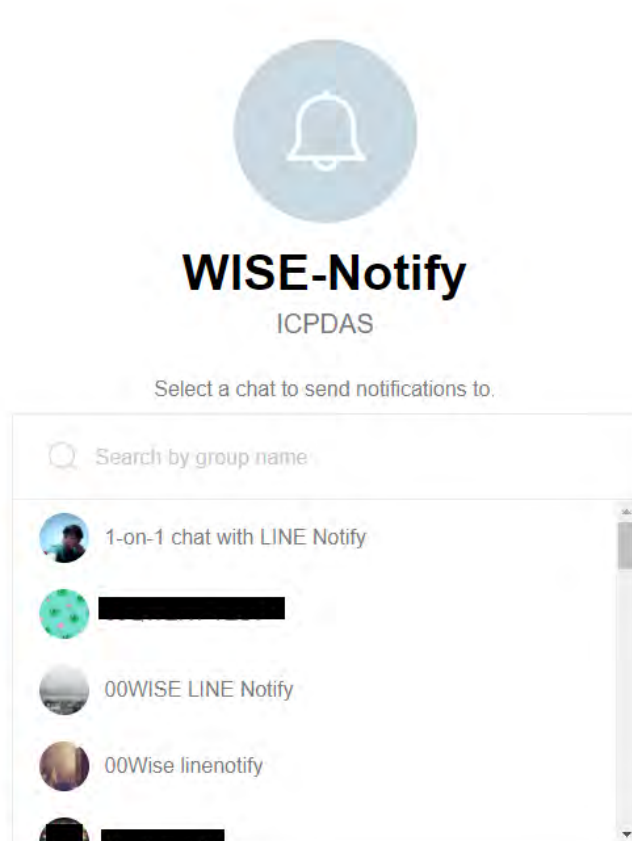 WISE-Notify
ICPDAS
Select a chat to send notifications to.
Search by group name
1-on-1 chat with LINE Notify
00WISE LINE Notify
00Wise linenotify